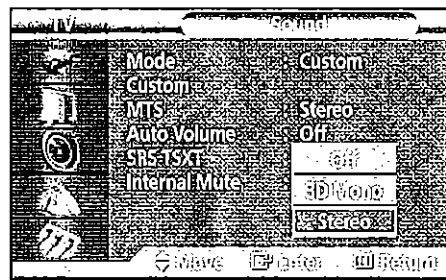 TV Sound
Mode : Custom
Custom
MTS : Stereo
Auto Volume : Off
SRS TSXT Off
3D Mono
Internal Mute
Stereo
Move Enter Return